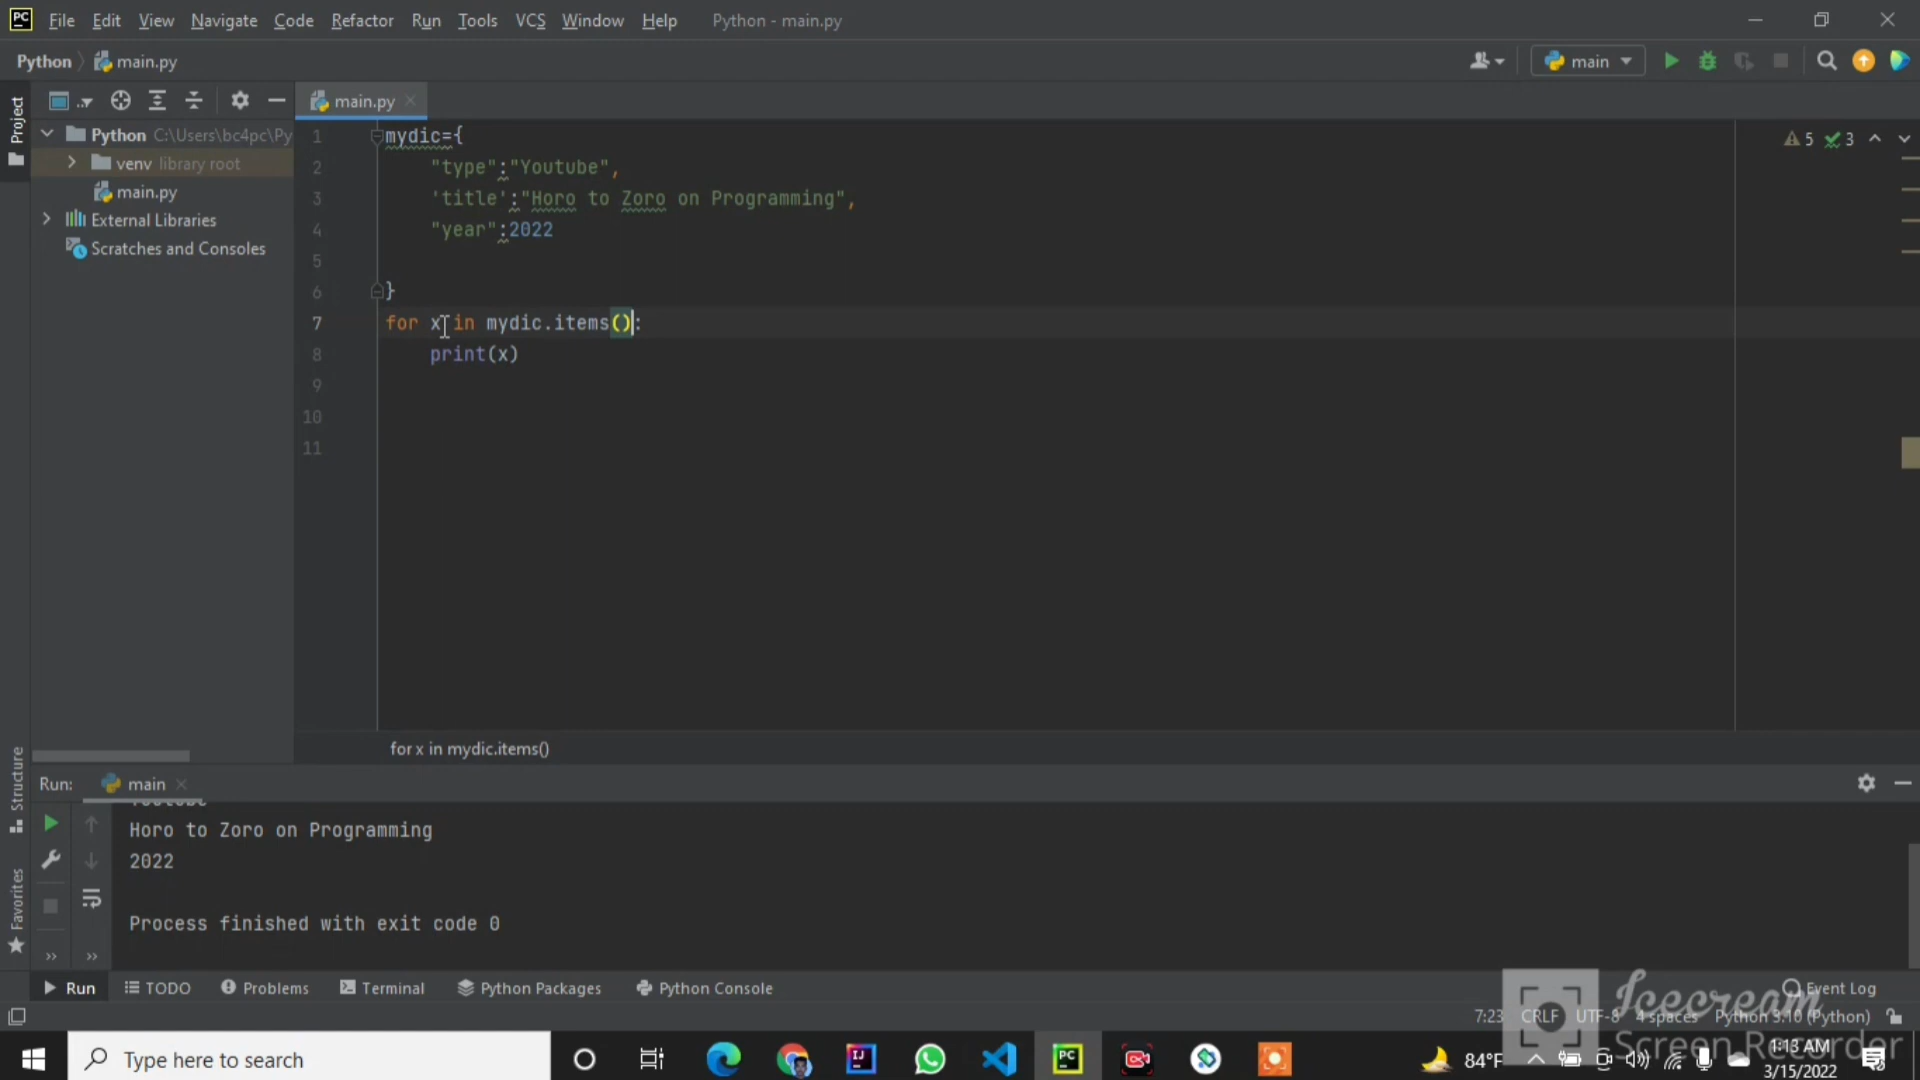 PC File Edit View Navigate Code Refactor Run Tools VCS Window Help Python - main.py
Python main.py main
Project main.py
Python C:\Users\bc4pc\Py
venv library root
main.py
External Libraries
Scratches and Consoles
5 3
1 mydic={
2 "type":"Youtube",
3 'title':"Horo to Zoro on Programming",
4 "year":2022
5
6 }
7 for x in mydic.items():
8 print(x)
9
10
11
for x in mydic.items()
Structure
Favorites
Run: main
Youtube
Horo to Zoro on Programming
2022
Process finished with exit code 0
Run TODO Problems Terminal Python Packages Python Console Event Log
7:23 CRLF UTF-8 4 spaces Python 3.10 (Python)
Icecream
Screen Recorder
Type here to search
IJ PC
84°F
1:13 AM
3/15/2022